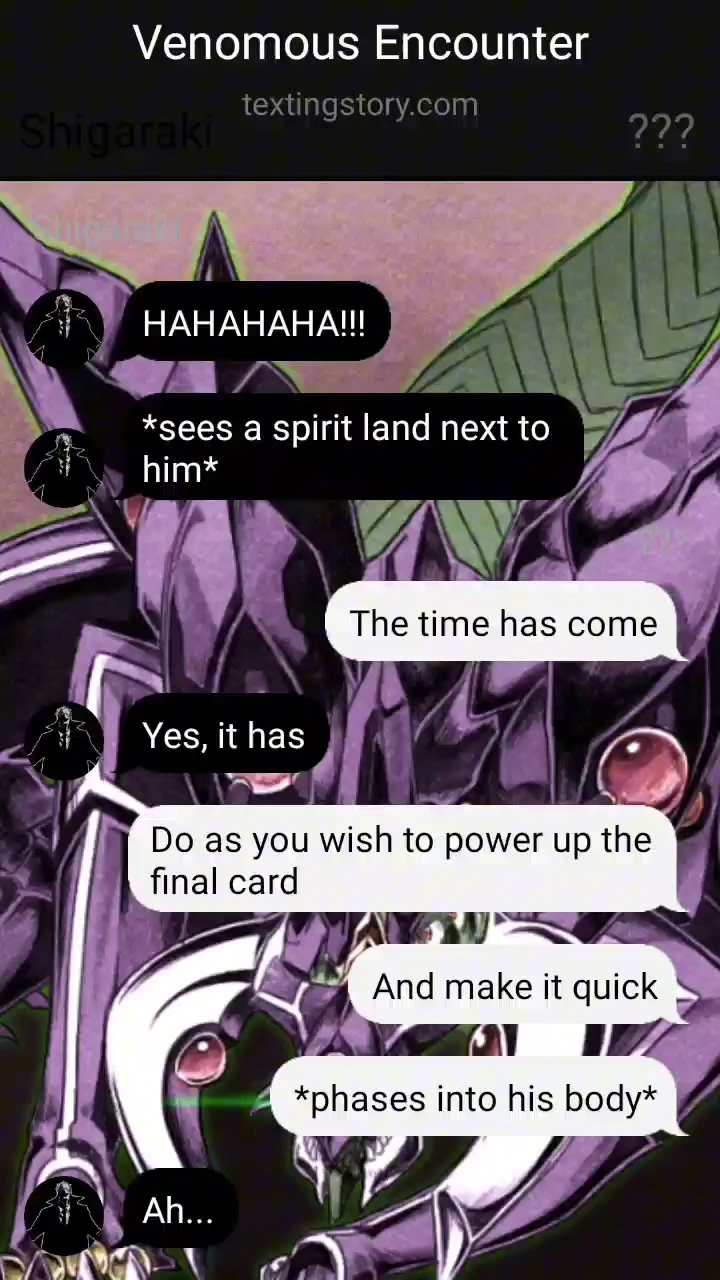 Venomous Encounter
textingstory.com
Shigaraki
???
Shigaraki
HAHAHAHA!!!
*sees a spirit land next to
him*
???
The time has come
Yes, it has
Do as you wish to power up the
final card
And make it quick
*phases into his body*
Ah...